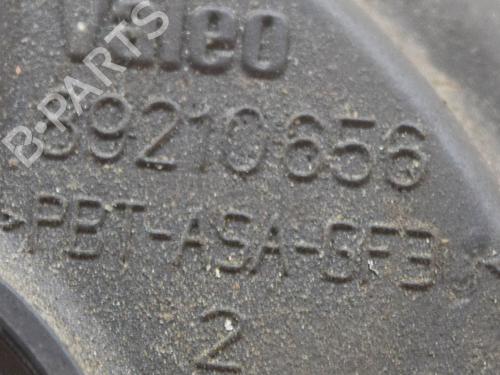 Valeo
89210656
>PBT-ASA-GF3
2
B-PARTS